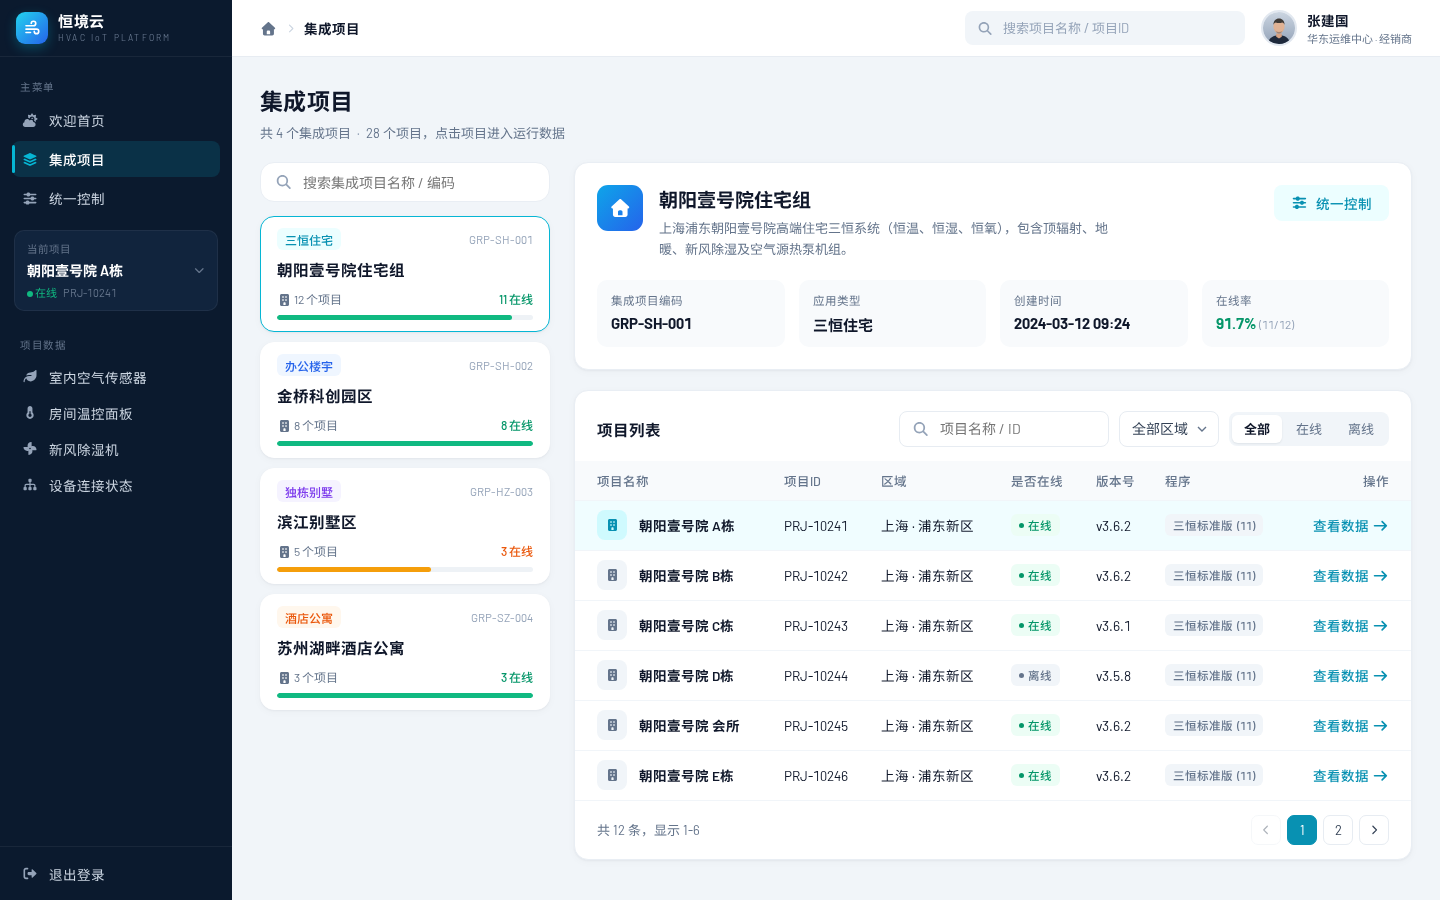 恒境云
HVAC IoT PLATFORM
主菜单
欢迎首页
集成项目
统一控制
当前项目
朝阳壹号院 A栋
在线 PRJ-10241
项目数据
室内空气传感器
房间温控面板
新风除湿机
设备连接状态
退出登录
集成项目
搜索项目名称 / 项目ID
张建国
华东运维中心 · 经销商
集成项目
共 4 个集成项目 · 28 个项目，点击项目进入运行数据
搜索集成项目名称 / 编码
三恒住宅 GRP-SH-001
朝阳壹号院住宅组
12 个项目 11 在线
办公楼宇 GRP-SH-002
金桥科创园区
8 个项目 8 在线
独栋别墅 GRP-HZ-003
滨江别墅区
5 个项目 3 在线
酒店公寓 GRP-SZ-004
苏州湖畔酒店公寓
3 个项目 3 在线
朝阳壹号院住宅组
统一控制
上海浦东朝阳壹号院高端住宅三恒系统（恒温、恒湿、恒氧），包含顶辐射、地
暖、新风除湿及空气源热泵机组。
集成项目编码 应用类型 创建时间 在线率
GRP-SH-001 三恒住宅 2024-03-12 09:24 91.7% (11/12)
项目列表 项目名称 / ID 全部区域 全部 在线 离线
项目名称 项目ID 区域 是否在线 版本号 程序 操作
朝阳壹号院 A栋 PRJ-10241 上海 · 浦东新区 在线 v3.6.2 三恒标准版 (11) 查看数据
朝阳壹号院 B栋 PRJ-10242 上海 · 浦东新区 在线 v3.6.2 三恒标准版 (11) 查看数据
朝阳壹号院 C栋 PRJ-10243 上海 · 浦东新区 在线 v3.6.1 三恒标准版 (11) 查看数据
朝阳壹号院 D栋 PRJ-10244 上海 · 浦东新区 离线 v3.5.8 三恒标准版 (11) 查看数据
朝阳壹号院 会所 PRJ-10245 上海 · 浦东新区 在线 v3.6.2 三恒标准版 (11) 查看数据
朝阳壹号院 E栋 PRJ-10246 上海 · 浦东新区 在线 v3.6.2 三恒标准版 (11) 查看数据
共 12 条，显示 1-6 1 2